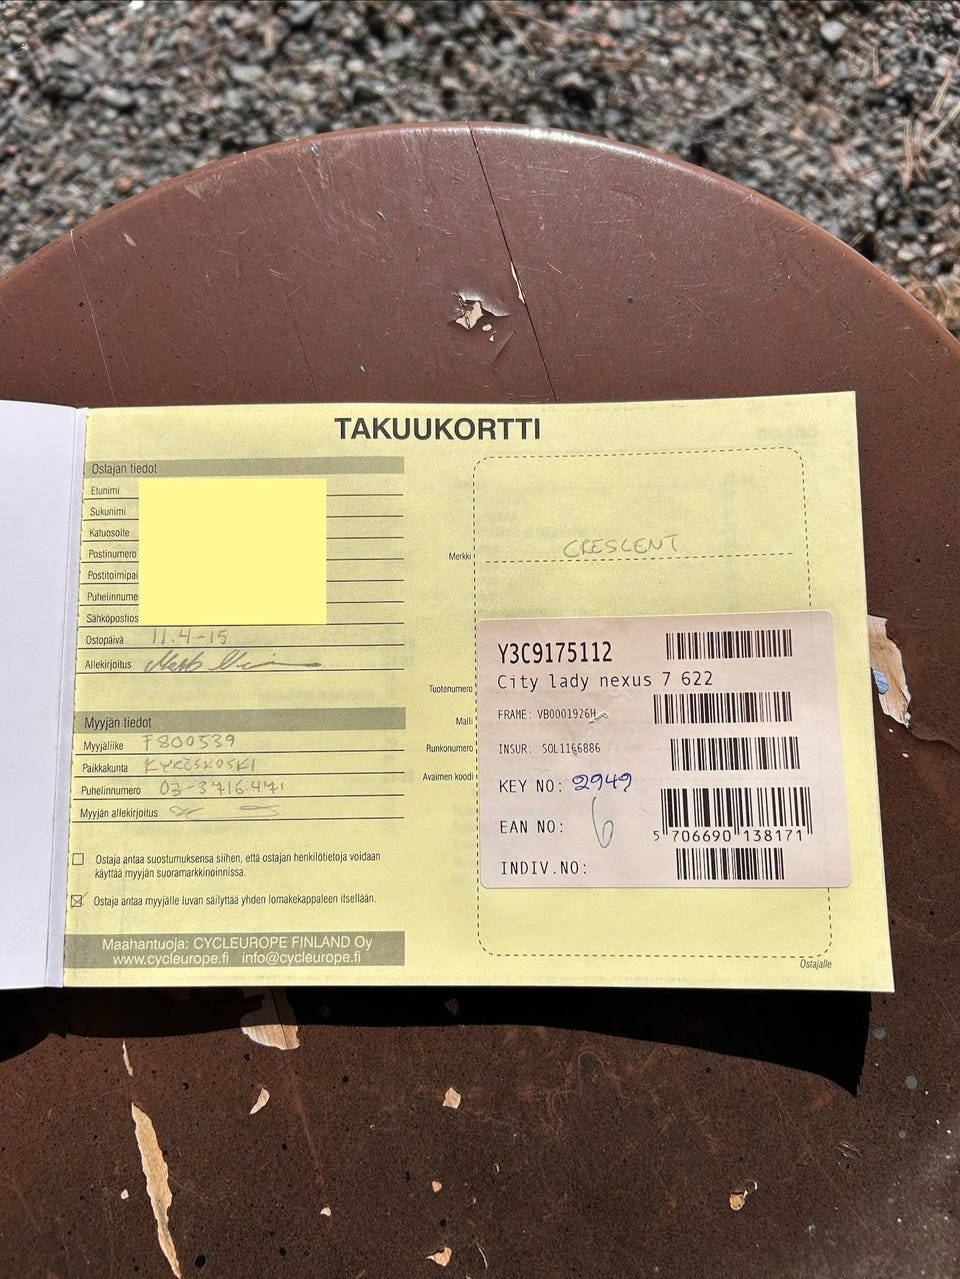 TAKUUKORTTI
Ostajan tiedot
Etunimi
Sukunimi
Katuosoite
Postinumero
Postitoimipai
Puhelinnume
Sähköpostios
Ostopäivä 11.4-15
Allekirjoitus
Myyjän tiedot
Myyjäliike F800539
Paikkakunta KYRÖSKOSKI
Puhelinnumero 03-3716471
Myyjän allekirjoitus
Ostaja antaa suostumuksensa siihen, että ostajan henkilötietoja voidaan
käyttää myyjän suoramarkkinoinnissa.
Ostaja antaa myyjälle luvan säilyttää yhden lomakekappaleen itsellään.
Maahantuoja: CYCLEUROPE FINLAND Oy
www.cycleurope.fi info@cycleurope.fi
Merkki CRESCENT
Tuotenumero
Malli
Runkonumero
Avaimen koodi
Y3C9175112
City lady nexus 7 622
FRAME: VB0001926H
INSUR: SOL1166886
KEY NO: 2949
EAN NO: 6
5 706690 138171
INDIV.NO:
Ostajalle